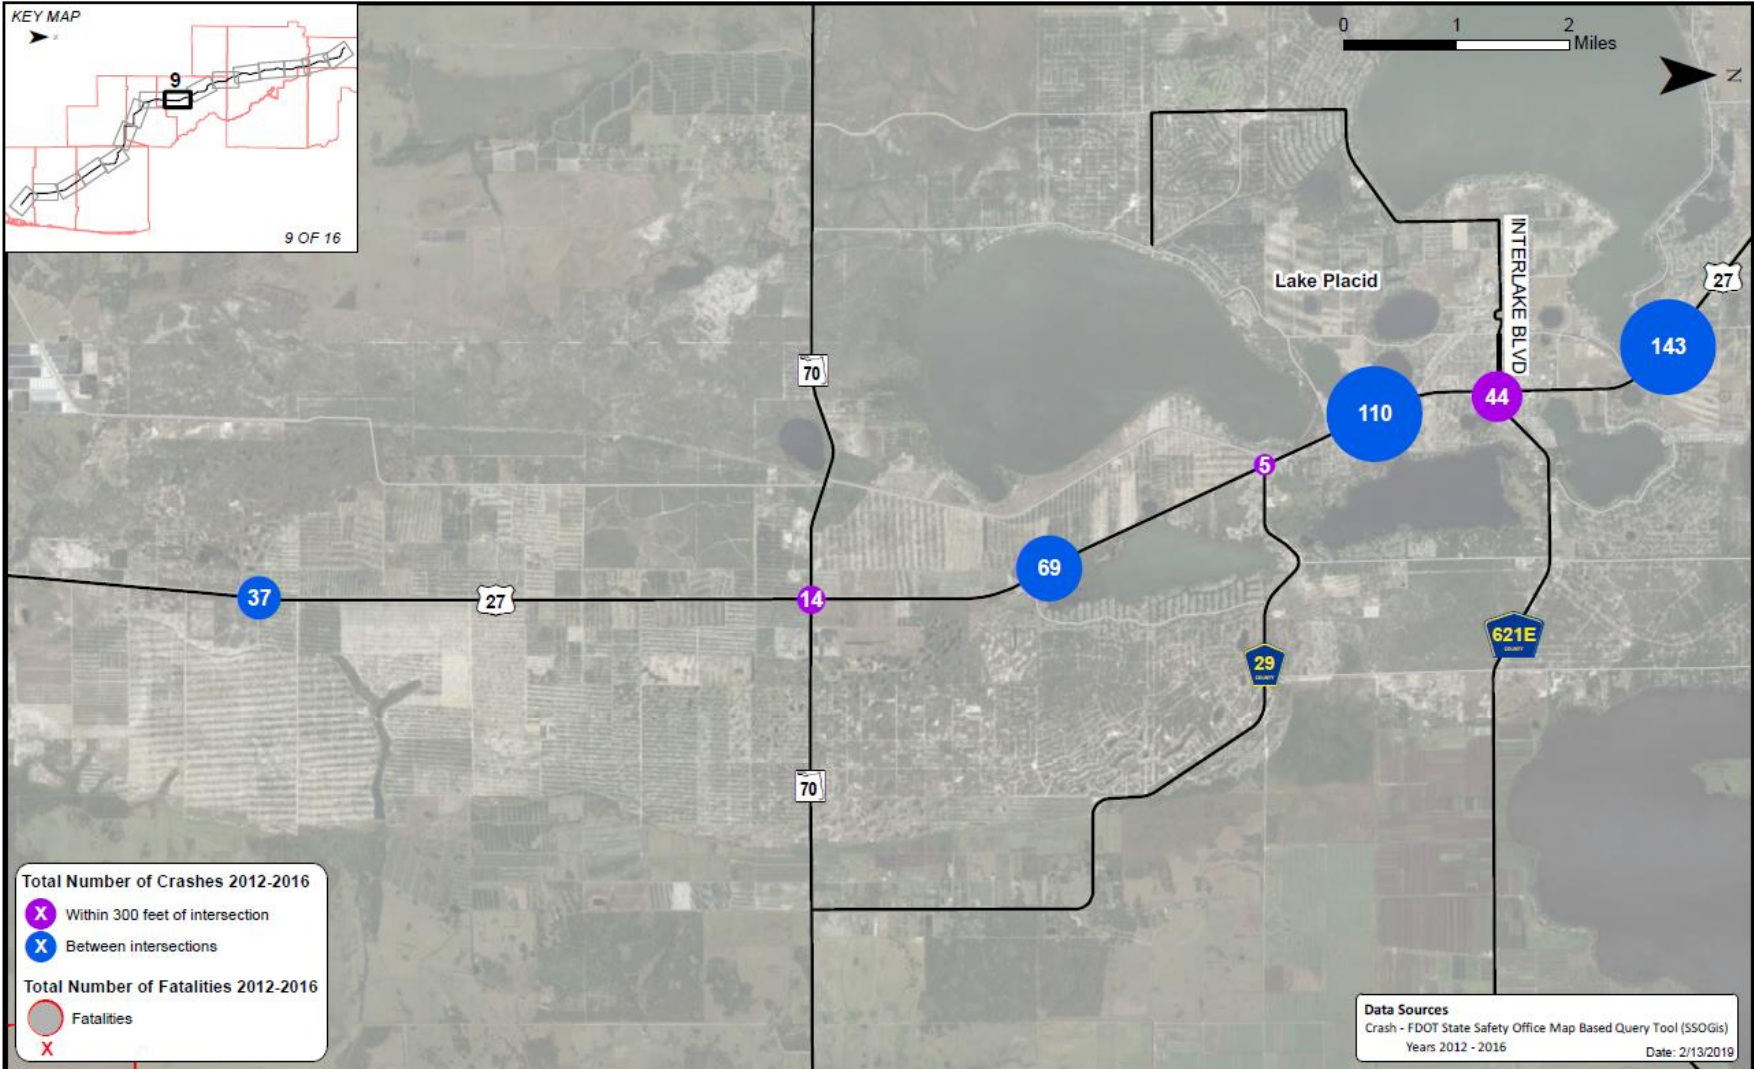 KEY MAP
N
9
9 OF 16
0 1 2
Miles
N
INTERLAKE BLVD
Lake Placid
27
143
70
44
110
5
69
37
27
14
621E
COUNTY
29
COUNTY
70
Total Number of Crashes 2012-2016
X Within 300 feet of intersection
X Between intersections
Total Number of Fatalities 2012-2016
Fatalities
X
Data Sources
Crash - FDOT State Safety Office Map Based Query Tool (SSOGis)
Years 2012 - 2016
Date: 2/13/2019